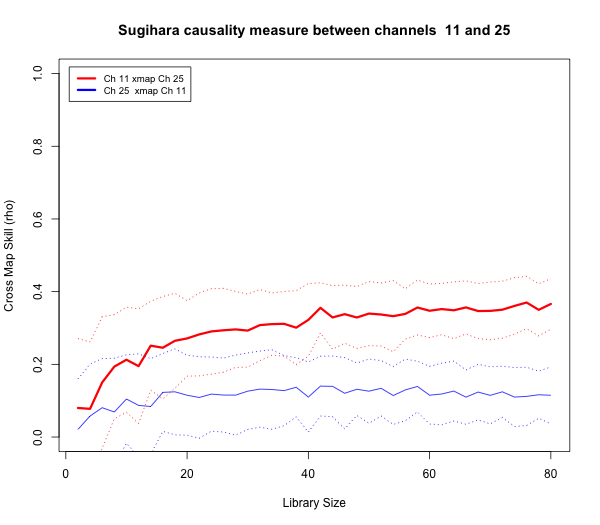 Sugihara causality measure between channels  11 and 25
Ch 11 xmap Ch 25
Ch 25  xmap Ch 11
Cross Map Skill (rho)
1.0
0.8
0.6
0.4
0.2
0.0
0 20 40 60 80
Library Size